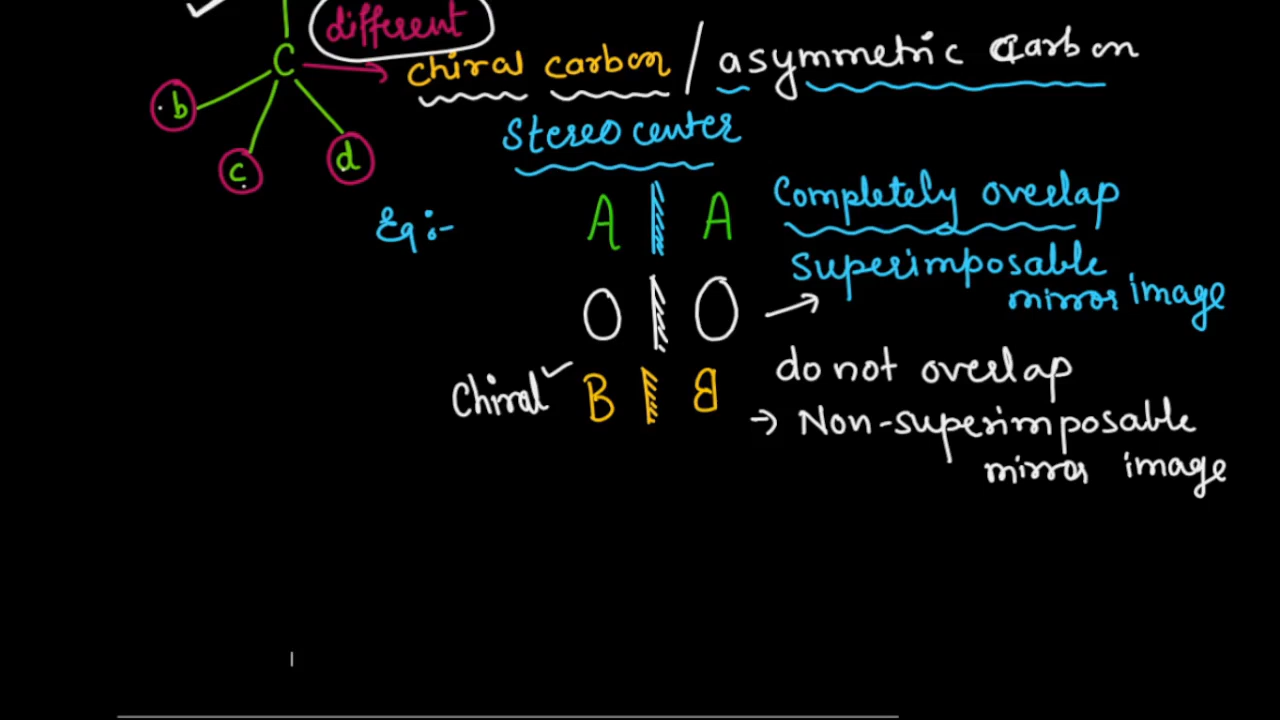 different
C
chiral carbon / asymmetric carbon
b
c
d
Stereo center
Eg:-
A A
Completely overlap
Superimposable
mirror image
O O
→
do not overlap
Chiral ✓ B B
→ Non-superimposable
mirror image